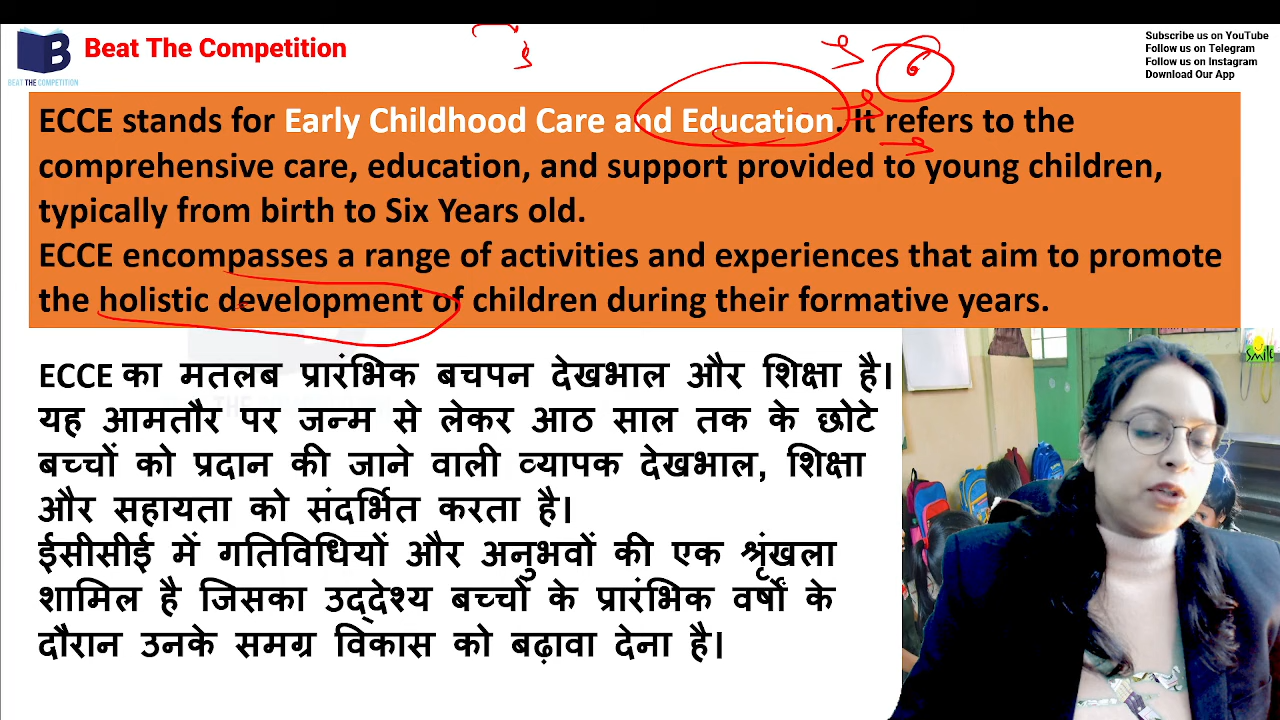 Beat The Competition
BEAT THE COMPETITION
Subscribe us on YouTube
Follow us on Telegram
Follow us on Instagram
Download Our App
ECCE stands for Early Childhood Care and Education. It refers to the
comprehensive care, education, and support provided to young children,
typically from birth to Six Years old.
ECCE encompasses a range of activities and experiences that aim to promote
the holistic development of children during their formative years.
ECCE का मतलब प्रारंभिक बचपन देखभाल और शिक्षा है।
यह आमतौर पर जन्म से लेकर आठ साल तक के छोटे
बच्चों को प्रदान की जाने वाली व्यापक देखभाल, शिक्षा
और सहायता को संदर्भित करता है।
ईसीसीई में गतिविधियों और अनुभवों की एक श्रृंखला
शामिल है जिसका उद्देश्य बच्चों के प्रारंभिक वर्षों के
दौरान उनके समग्र विकास को बढ़ावा देना है।
Smile